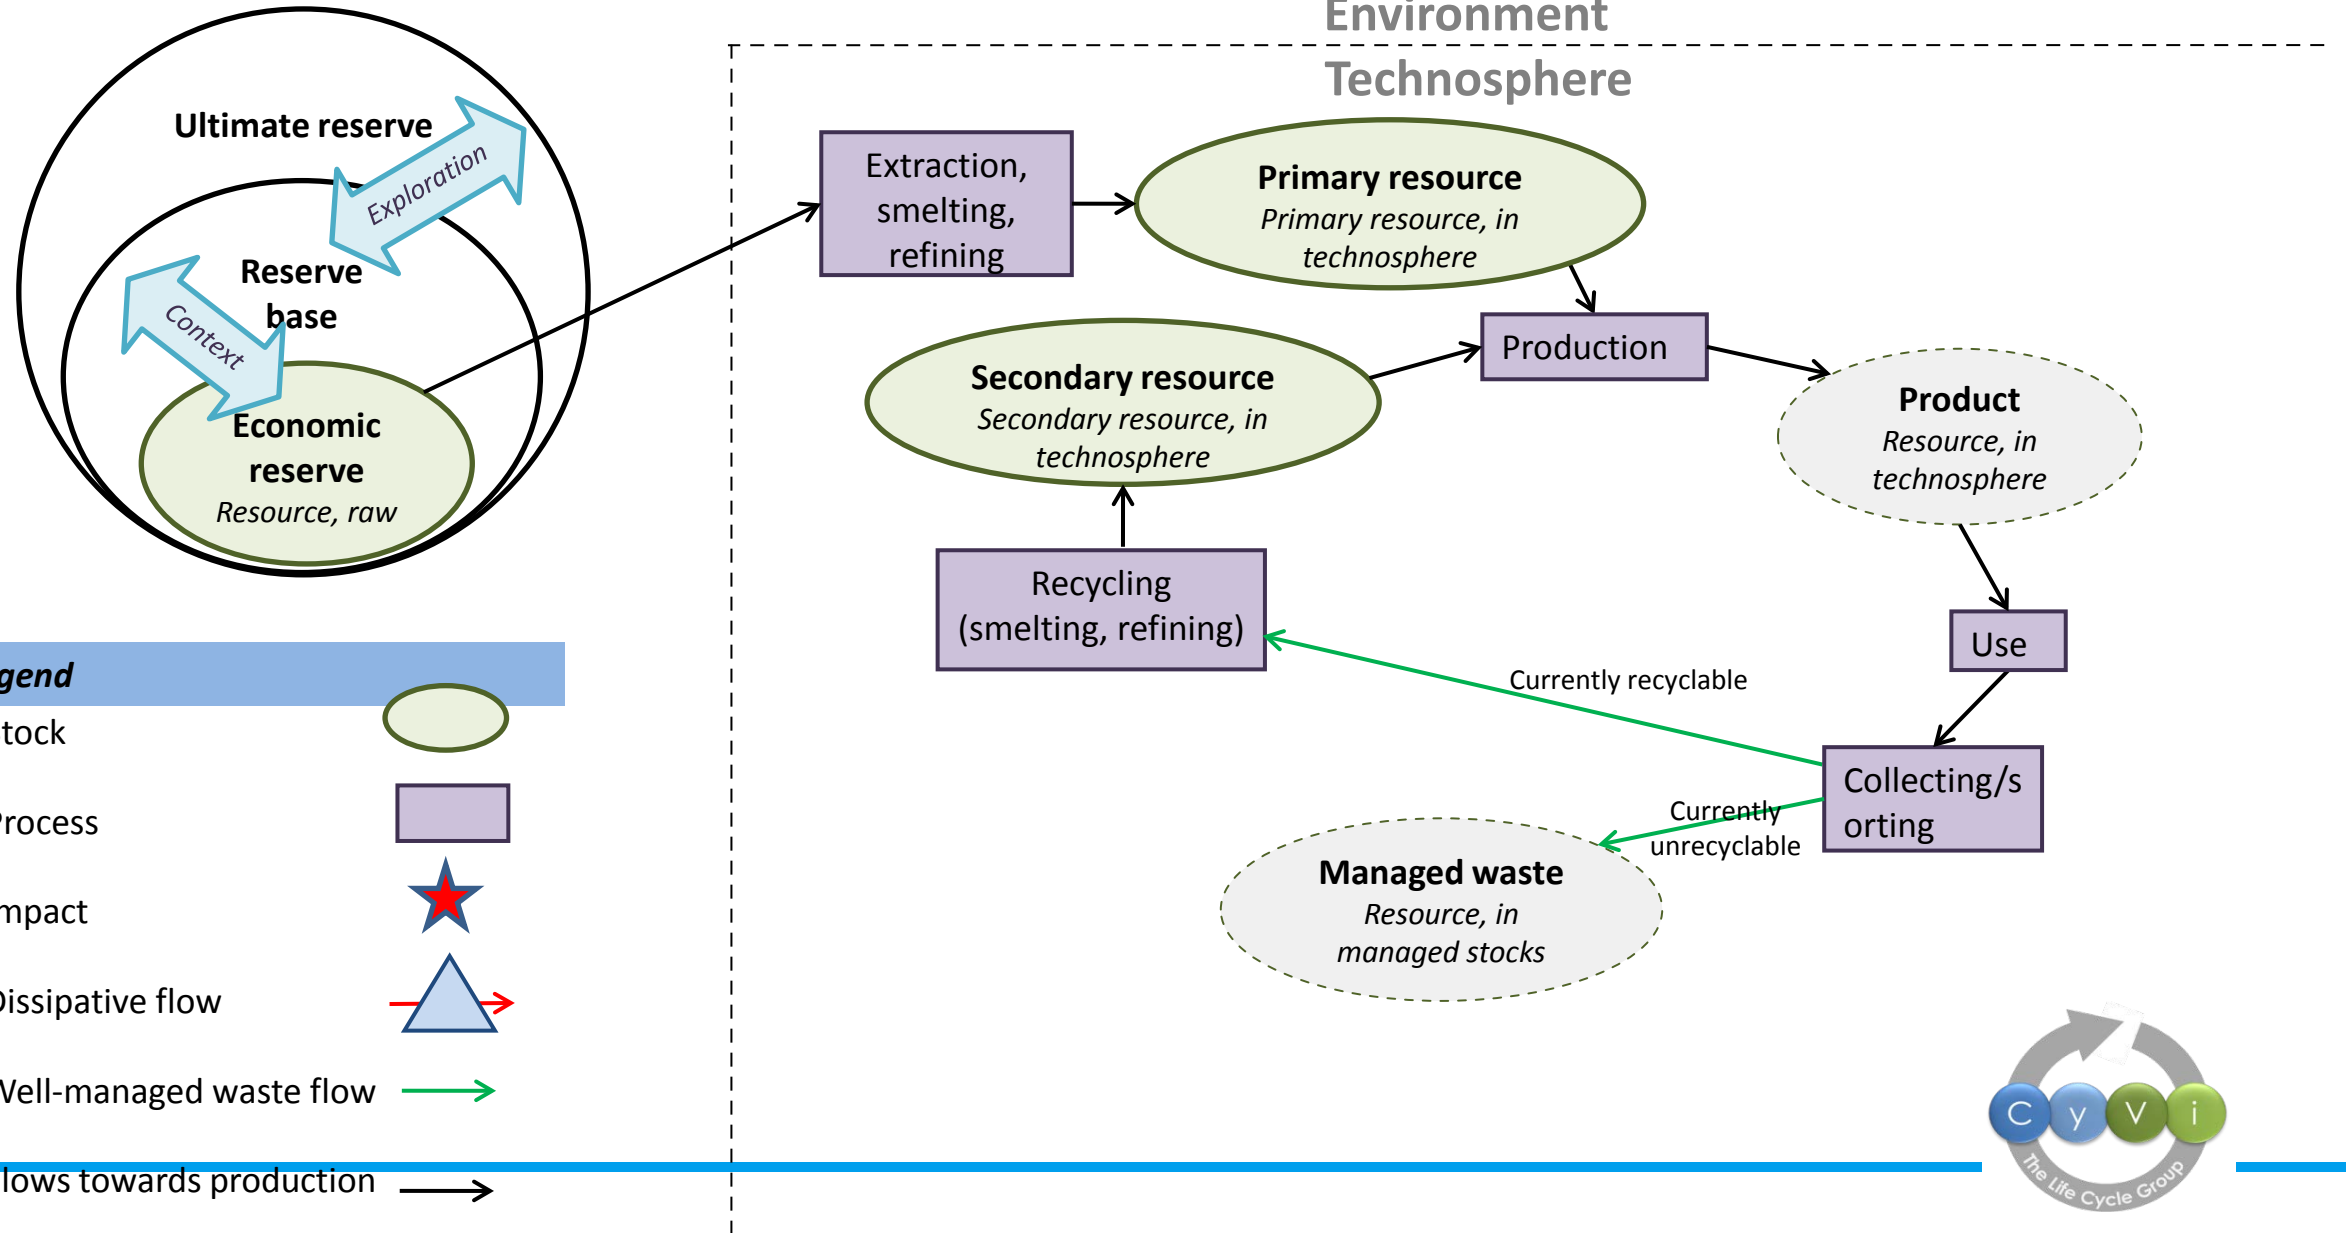 Environment
Technosphere
Ultimate reserve
Exploration
Reserve
base
Context
Economic
reserve
Resource, raw
Extraction,
smelting,
refining
Primary resource
Primary resource, in
technosphere
Secondary resource
Secondary resource, in
technosphere
Production
Product
Resource, in
technosphere
Recycling
(smelting, refining)
Use
Currently recyclable
Collecting/s
orting
Currently
unrecyclable
Managed waste
Resource, in
managed stocks
gend
tock
Process
mpact
Dissipative flow
Well-managed waste flow
lows towards production
C y V i
The Life Cycle Group